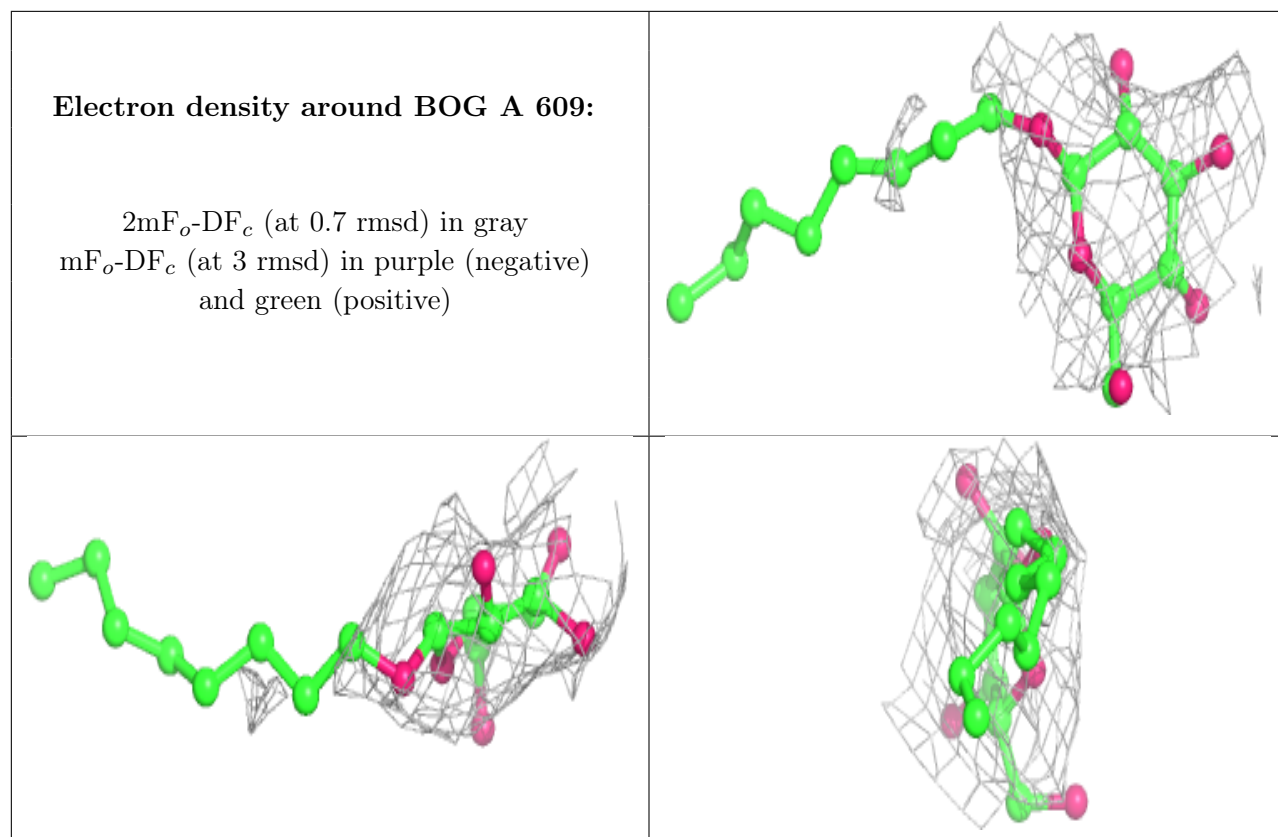 Electron density around BOG A 609:
2mFo-DFc (at 0.7 rmsd) in gray
mFo-DFc (at 3 rmsd) in purple (negative)
and green (positive)